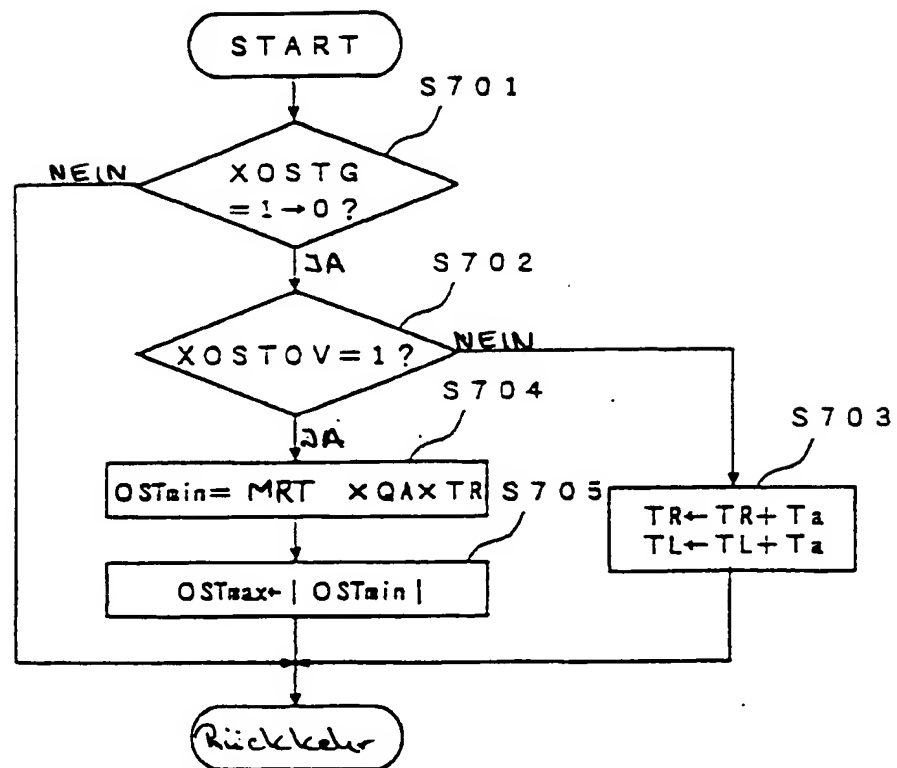 START
S701
NEIN
XOSTG
=1→0?
JA
S702
XOSTOV=1?
NEIN
S704
S703
JA
OSTmin= MRT ×QA×TR
S705
TR←TR+Ta
TL←TL+Ta
OSTmax←| OSTmin|
Rückkehr